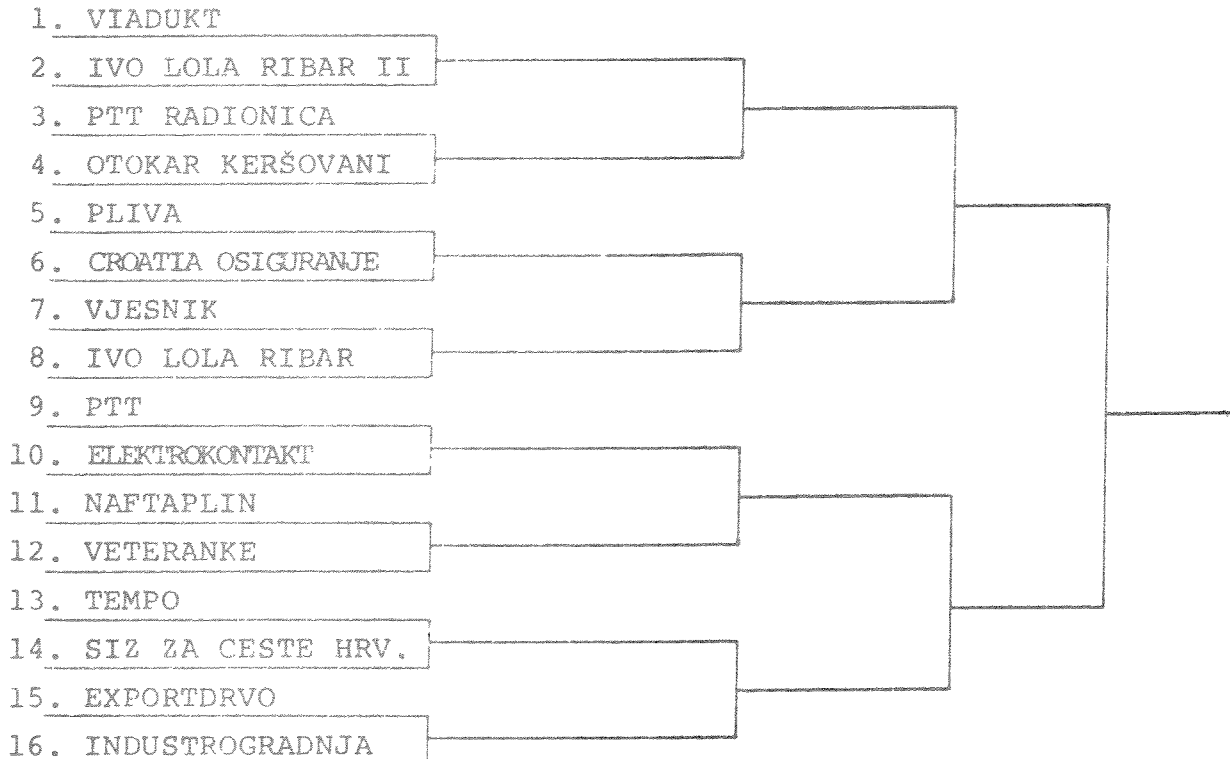 1. VIADUKT
2. IVO LOLA RIBAR II
3. PTT RADIONICA
4. OTOKAR KERŠOVANI
5. PLIVA
6. CROATIA OSIGURANJE
7. VJESNIK
8. IVO LOLA RIBAR
9. PTT
10. ELEKTROKONTAKT
11. NAFTAPLIN
12. VETERANKE
13. TEMPO
14. SIZ ZA CESTE HRV.
15. EXPORTDRVO
16. INDUSTROGRADNJA